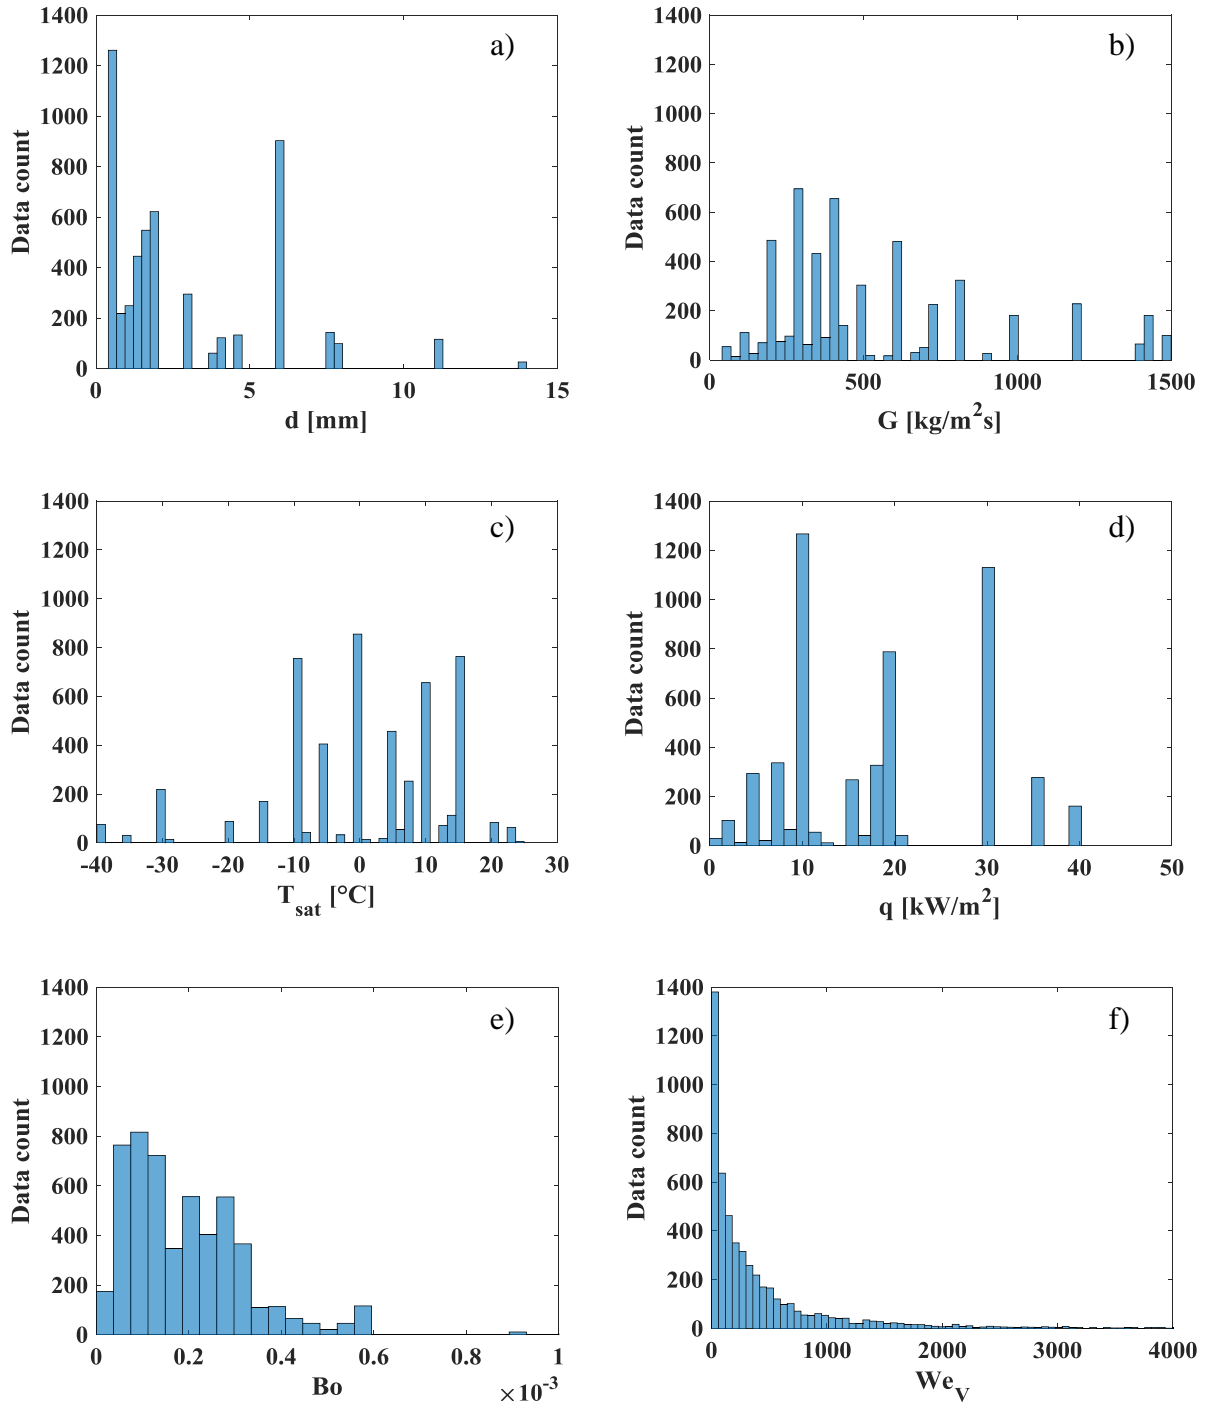 1400
1200
1000
800
600
400
200
0
Data count
a)
0 5 10 15
d [mm]
1400
1200
1000
800
600
400
200
0
Data count
b)
0 500 1000 1500
G [kg/m²s]
1400
1200
1000
800
600
400
200
0
Data count
c)
-40 -30 -20 -10 0 10 20 30
T_sat [°C]
1400
1200
1000
800
600
400
200
0
Data count
d)
0 10 20 30 40 50
q [kW/m²]
1400
1200
1000
800
600
400
200
0
Data count
e)
0 0.2 0.4 0.6 0.8 1
Bo
×10⁻³
1400
1200
1000
800
600
400
200
0
Data count
f)
0 1000 2000 3000 4000
We_V